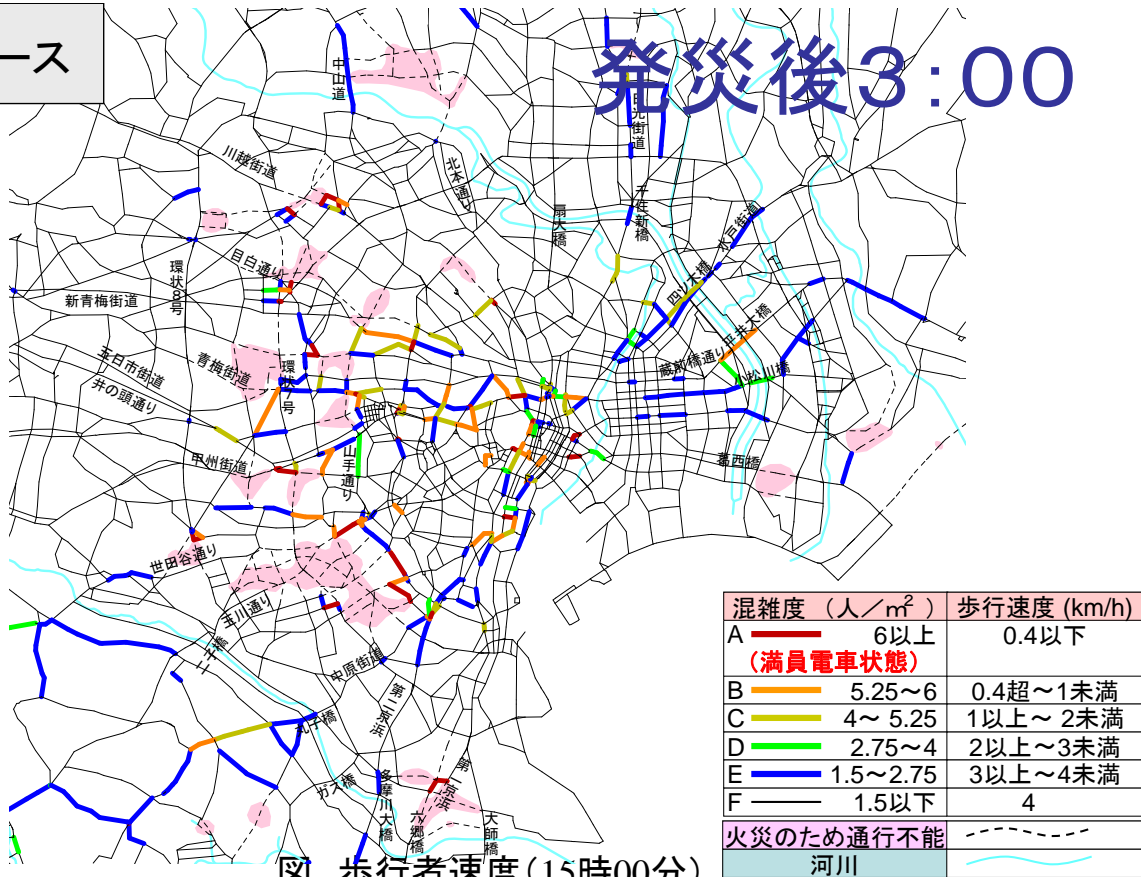 ース
発災後3:00
中山道
日光街道
川越街道
北本通り
扇大橋
千住新橋
水戸街道
目白通り
環状8号
新青梅街道
四ツ木橋
平井大橋
五日市街道
青梅街道
環状7号
蔵前橋通り
小松川橋
井の頭通り
甲州街道
山手通り
葛西橋
世田谷通り
玉川通り
二子橋
中原街道
第二京浜
丸子橋
ガス橋
多摩川大橋
六郷橋
第一京浜
大師橋
混雑度 (人/㎡) 歩行速度 (km/h)
A 6以上 0.4以下
(満員電車状態)
B 5.25~6 0.4超~1未満
C 4~ 5.25 1以上~ 2未満
D 2.75~4 2以上~3未満
E 1.5~2.75 3以上~4未満
F 1.5以下 4
火災のため通行不能
河川
図 歩行者速度(15時00分)